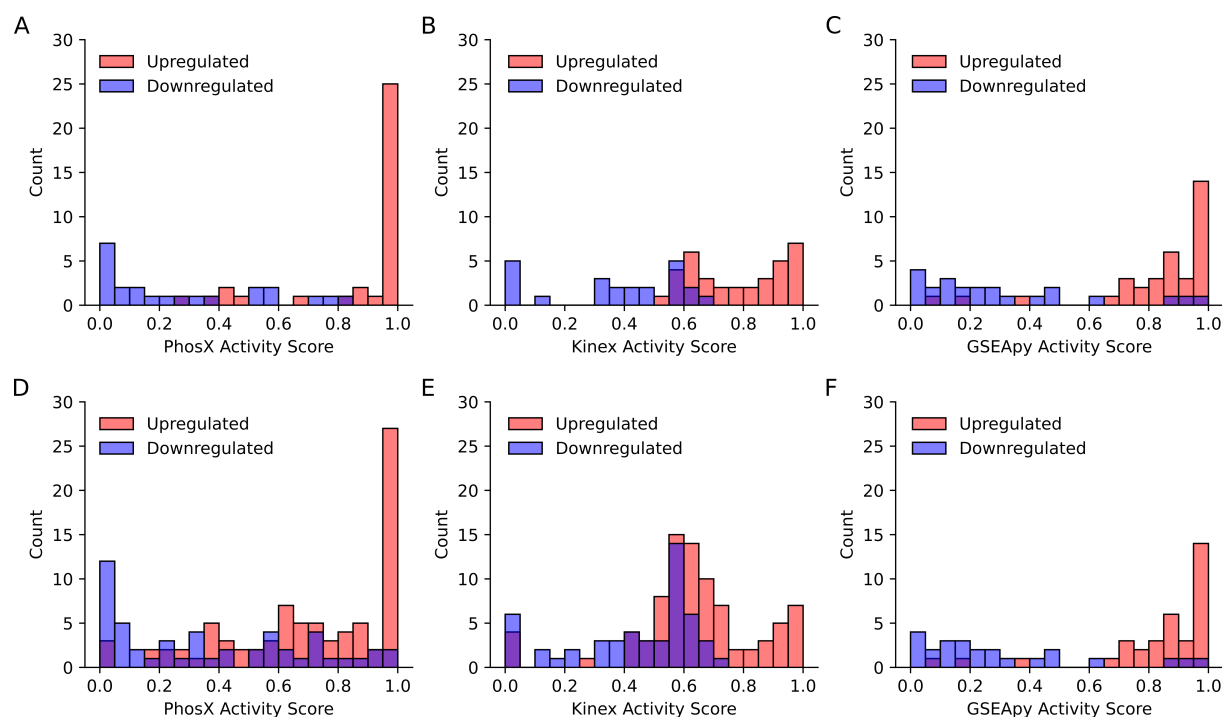 A
30
25
20
15
10
5
0
Count
Upregulated
Downregulated
0.0 0.2 0.4 0.6 0.8 1.0
PhosX Activity Score
B
30
25
20
15
10
5
0
Count
Upregulated
Downregulated
0.0 0.2 0.4 0.6 0.8 1.0
Kinex Activity Score
C
30
25
20
15
10
5
0
Count
Upregulated
Downregulated
0.0 0.2 0.4 0.6 0.8 1.0
GSEApy Activity Score
D
30
25
20
15
10
5
0
Count
Upregulated
Downregulated
0.0 0.2 0.4 0.6 0.8 1.0
PhosX Activity Score
E
30
25
20
15
10
5
0
Count
Upregulated
Downregulated
0.0 0.2 0.4 0.6 0.8 1.0
Kinex Activity Score
F
30
25
20
15
10
5
0
Count
Upregulated
Downregulated
0.0 0.2 0.4 0.6 0.8 1.0
GSEApy Activity Score